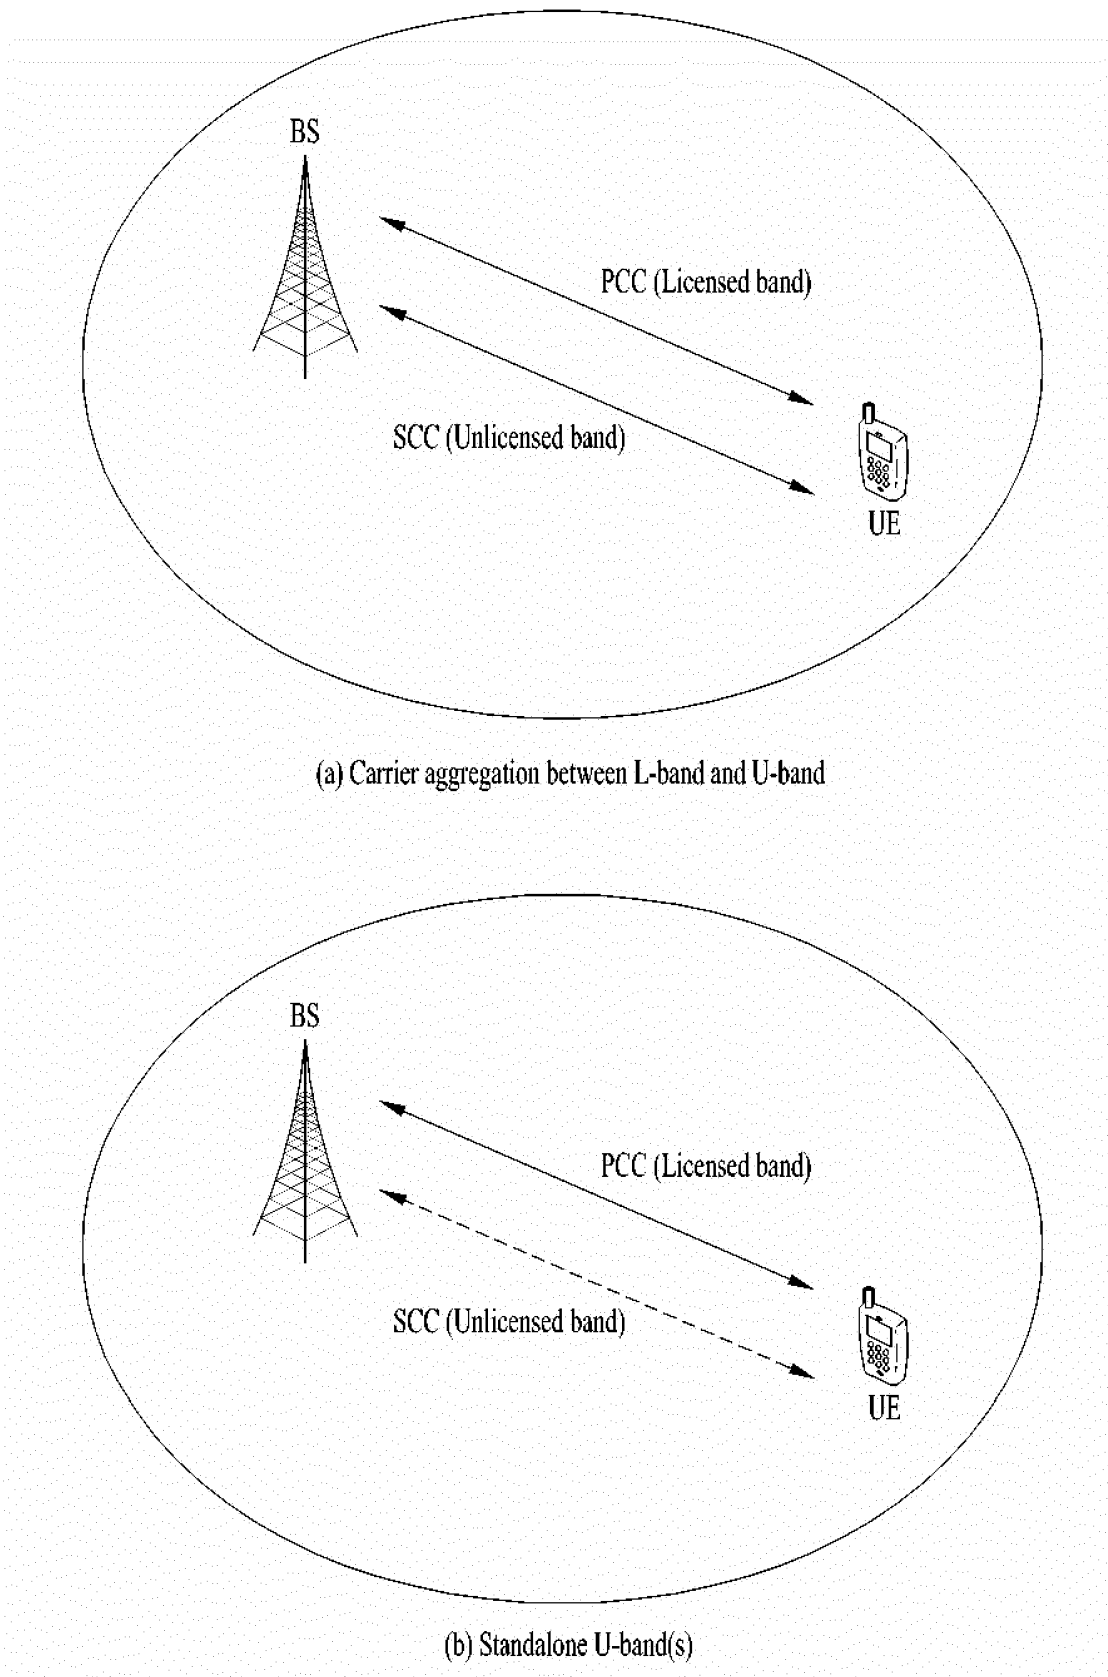 BS
PCC (Licensed band)
SCC (Unlicensed band)
UE
(a) Carrier aggregation between L-band and U-band
BS
PCC (Licensed band)
SCC (Unlicensed band)
UE
(b) Standalone U-band(s)